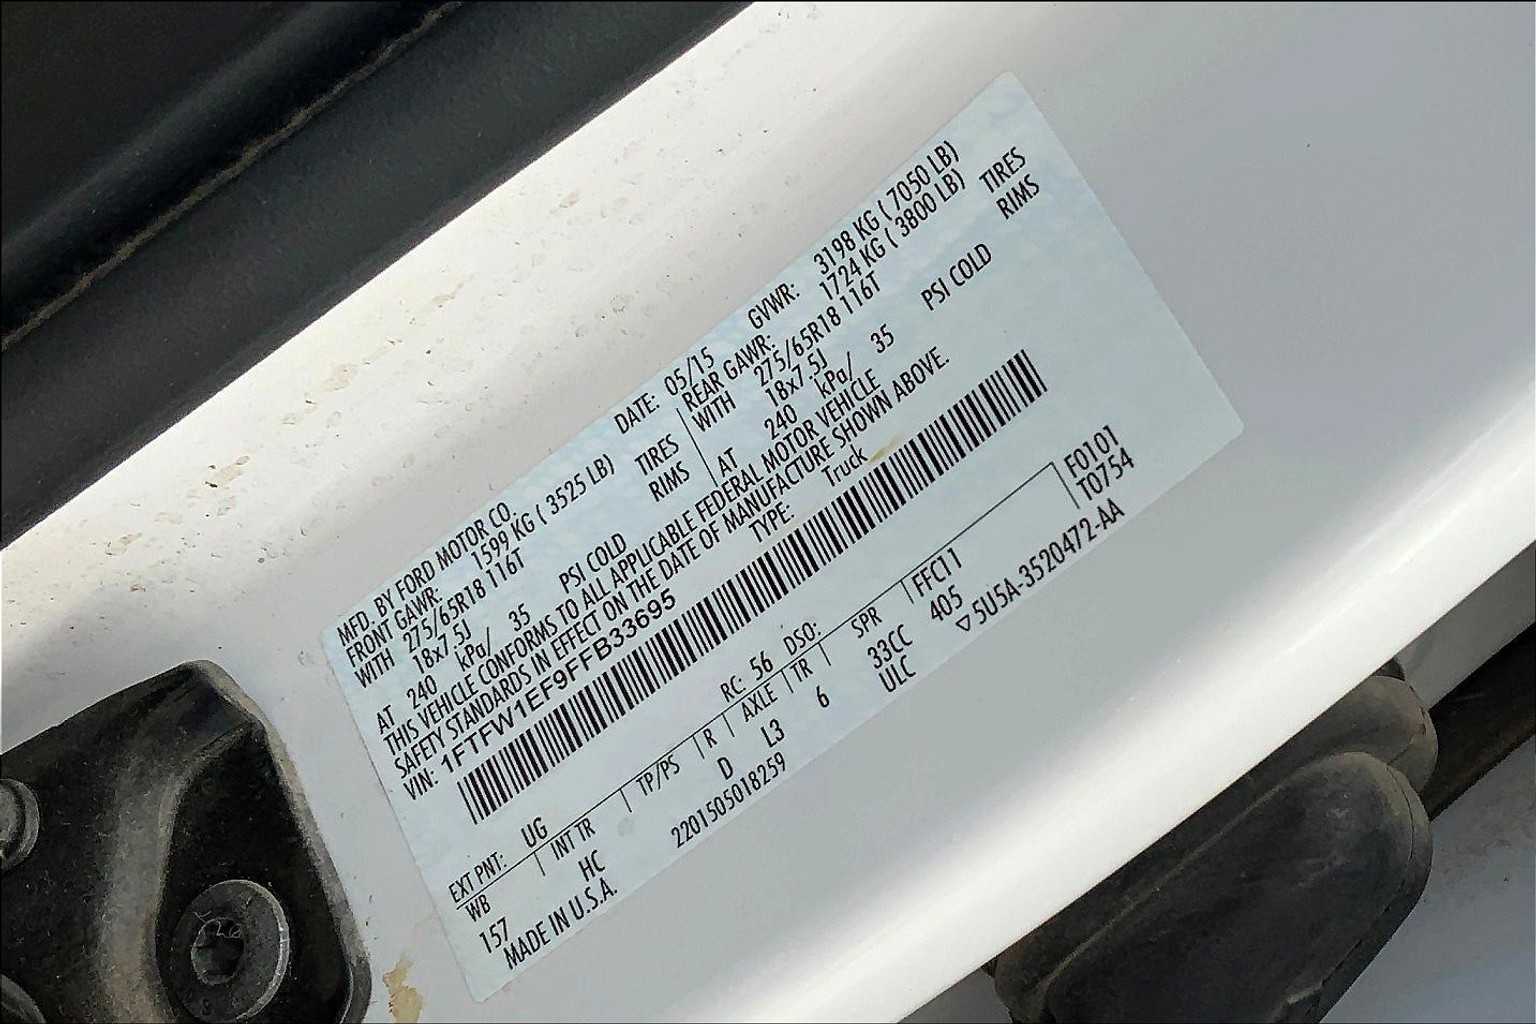 MFD. BY FORD MOTOR CO.
DATE: 05/15 GVWR: 3198 KG ( 7050 LB)
FRONT GAWR: 1599 KG ( 3525 LB) REAR GAWR: 1724 KG ( 3800 LB)
WITH 275/65R18 116T TIRES WITH 275/65R18 116T TIRES
18x7.5J RIMS 18x7.5J RIMS
AT 240 kPa/ 35 PSI COLD AT 240 kPa/ 35 PSI COLD
THIS VEHICLE CONFORMS TO ALL APPLICABLE FEDERAL MOTOR VEHICLE
SAFETY STANDARDS IN EFFECT ON THE DATE OF MANUFACTURE SHOWN ABOVE.
VIN: 1FTFW1EF9FFB33695 TYPE: Truck
EXT PNT: UG RC: 56 DSO: F0101
WB INT TR TP/PS R AXLE TR SPR T0754
157 HC D L3 6 33CC FFC11
MADE IN U.S.A. ULC 405
2201505018259 ▽5U5A-3520472-AA